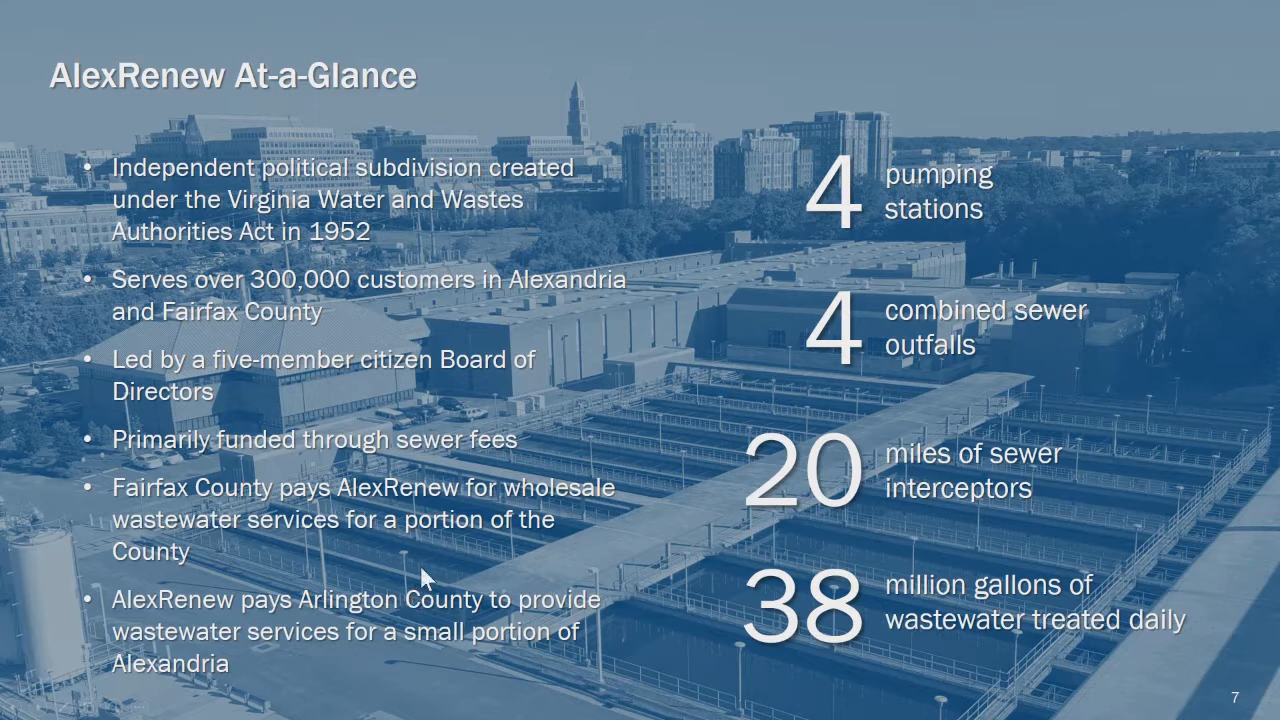 AlexRenew At-a-Glance
• Independent political subdivision created
under the Virginia Water and Wastes
Authorities Act in 1952
• Serves over 300,000 customers in Alexandria
and Fairfax County
• Led by a five-member citizen Board of
Directors
• Primarily funded through sewer fees
• Fairfax County pays AlexRenew for wholesale
wastewater services for a portion of the
County
• AlexRenew pays Arlington County to provide
wastewater services for a small portion of
Alexandria
4 pumping
stations
4 combined sewer
outfalls
20 miles of sewer
interceptors
38 million gallons of
wastewater treated daily
7